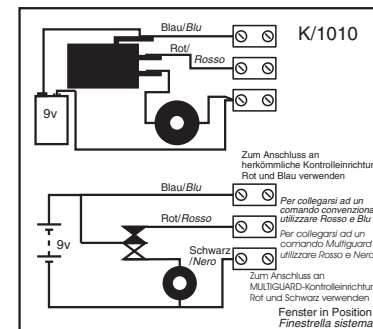 Blau/Blu
K/1010
Rot/
Rosso
9v
Zum Anschluss an
herkömmliche Kontrolleinrichtun
Rot und Blau verwenden
Blau/Blu
Per collegarsi ad un
comando convenziona
utilizzare Rosso e Blu
Rot/Rosso
9v
Per collegarsi ad un
comando Multiguard
utilizzare Rosso e Nero
Schwarz
/Nero
Zum Anschluss an
MULTIGUARD-Kontrolleinrichtun
Rot und Schwarz verwenden
Fenster in Position
Finestrella sistema